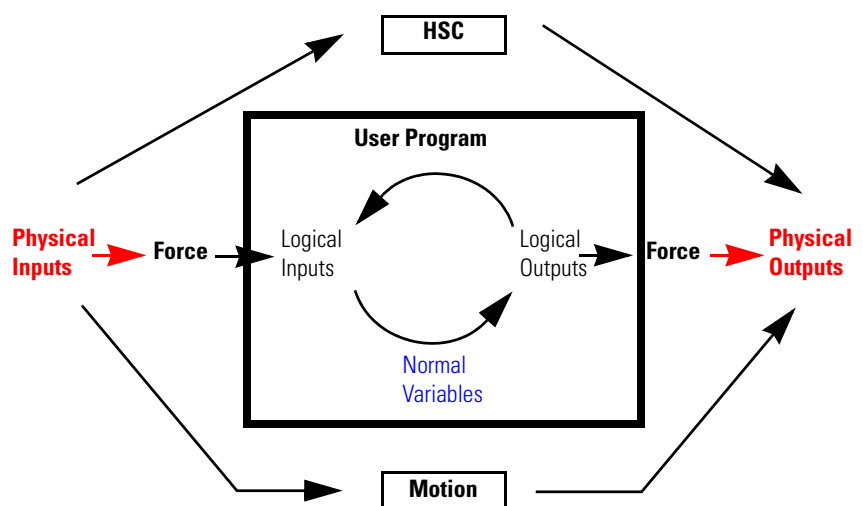 HSC
User Program
Physical
Inputs
Force
Logical
Inputs
Logical
Outputs
Force
Physical
Outputs
Normal
Variables
Motion